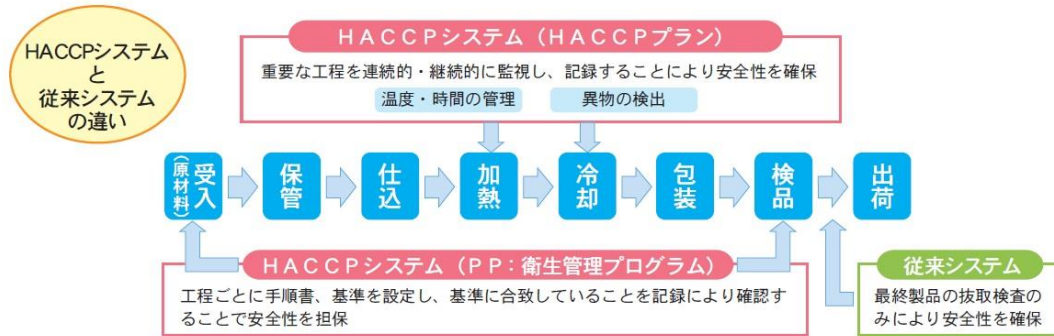 HACCPシステム
と
従来システム
の違い
HACCPシステム(HACCPプラン)
重要な工程を連続的・継続的に監視し、記録することにより安全性を確保
温度・時間の管理
異物の検出
受入(原材料)
保管
仕込
加熱
冷却
包装
検品
出荷
HACCPシステム(PP:衛生管理プログラム)
工程ごとに手順書、基準を設定し、基準に合致していることを記録により確認す
ることで安全性を担保
従来システム
最終製品の抜取検査の
みにより安全性を確保